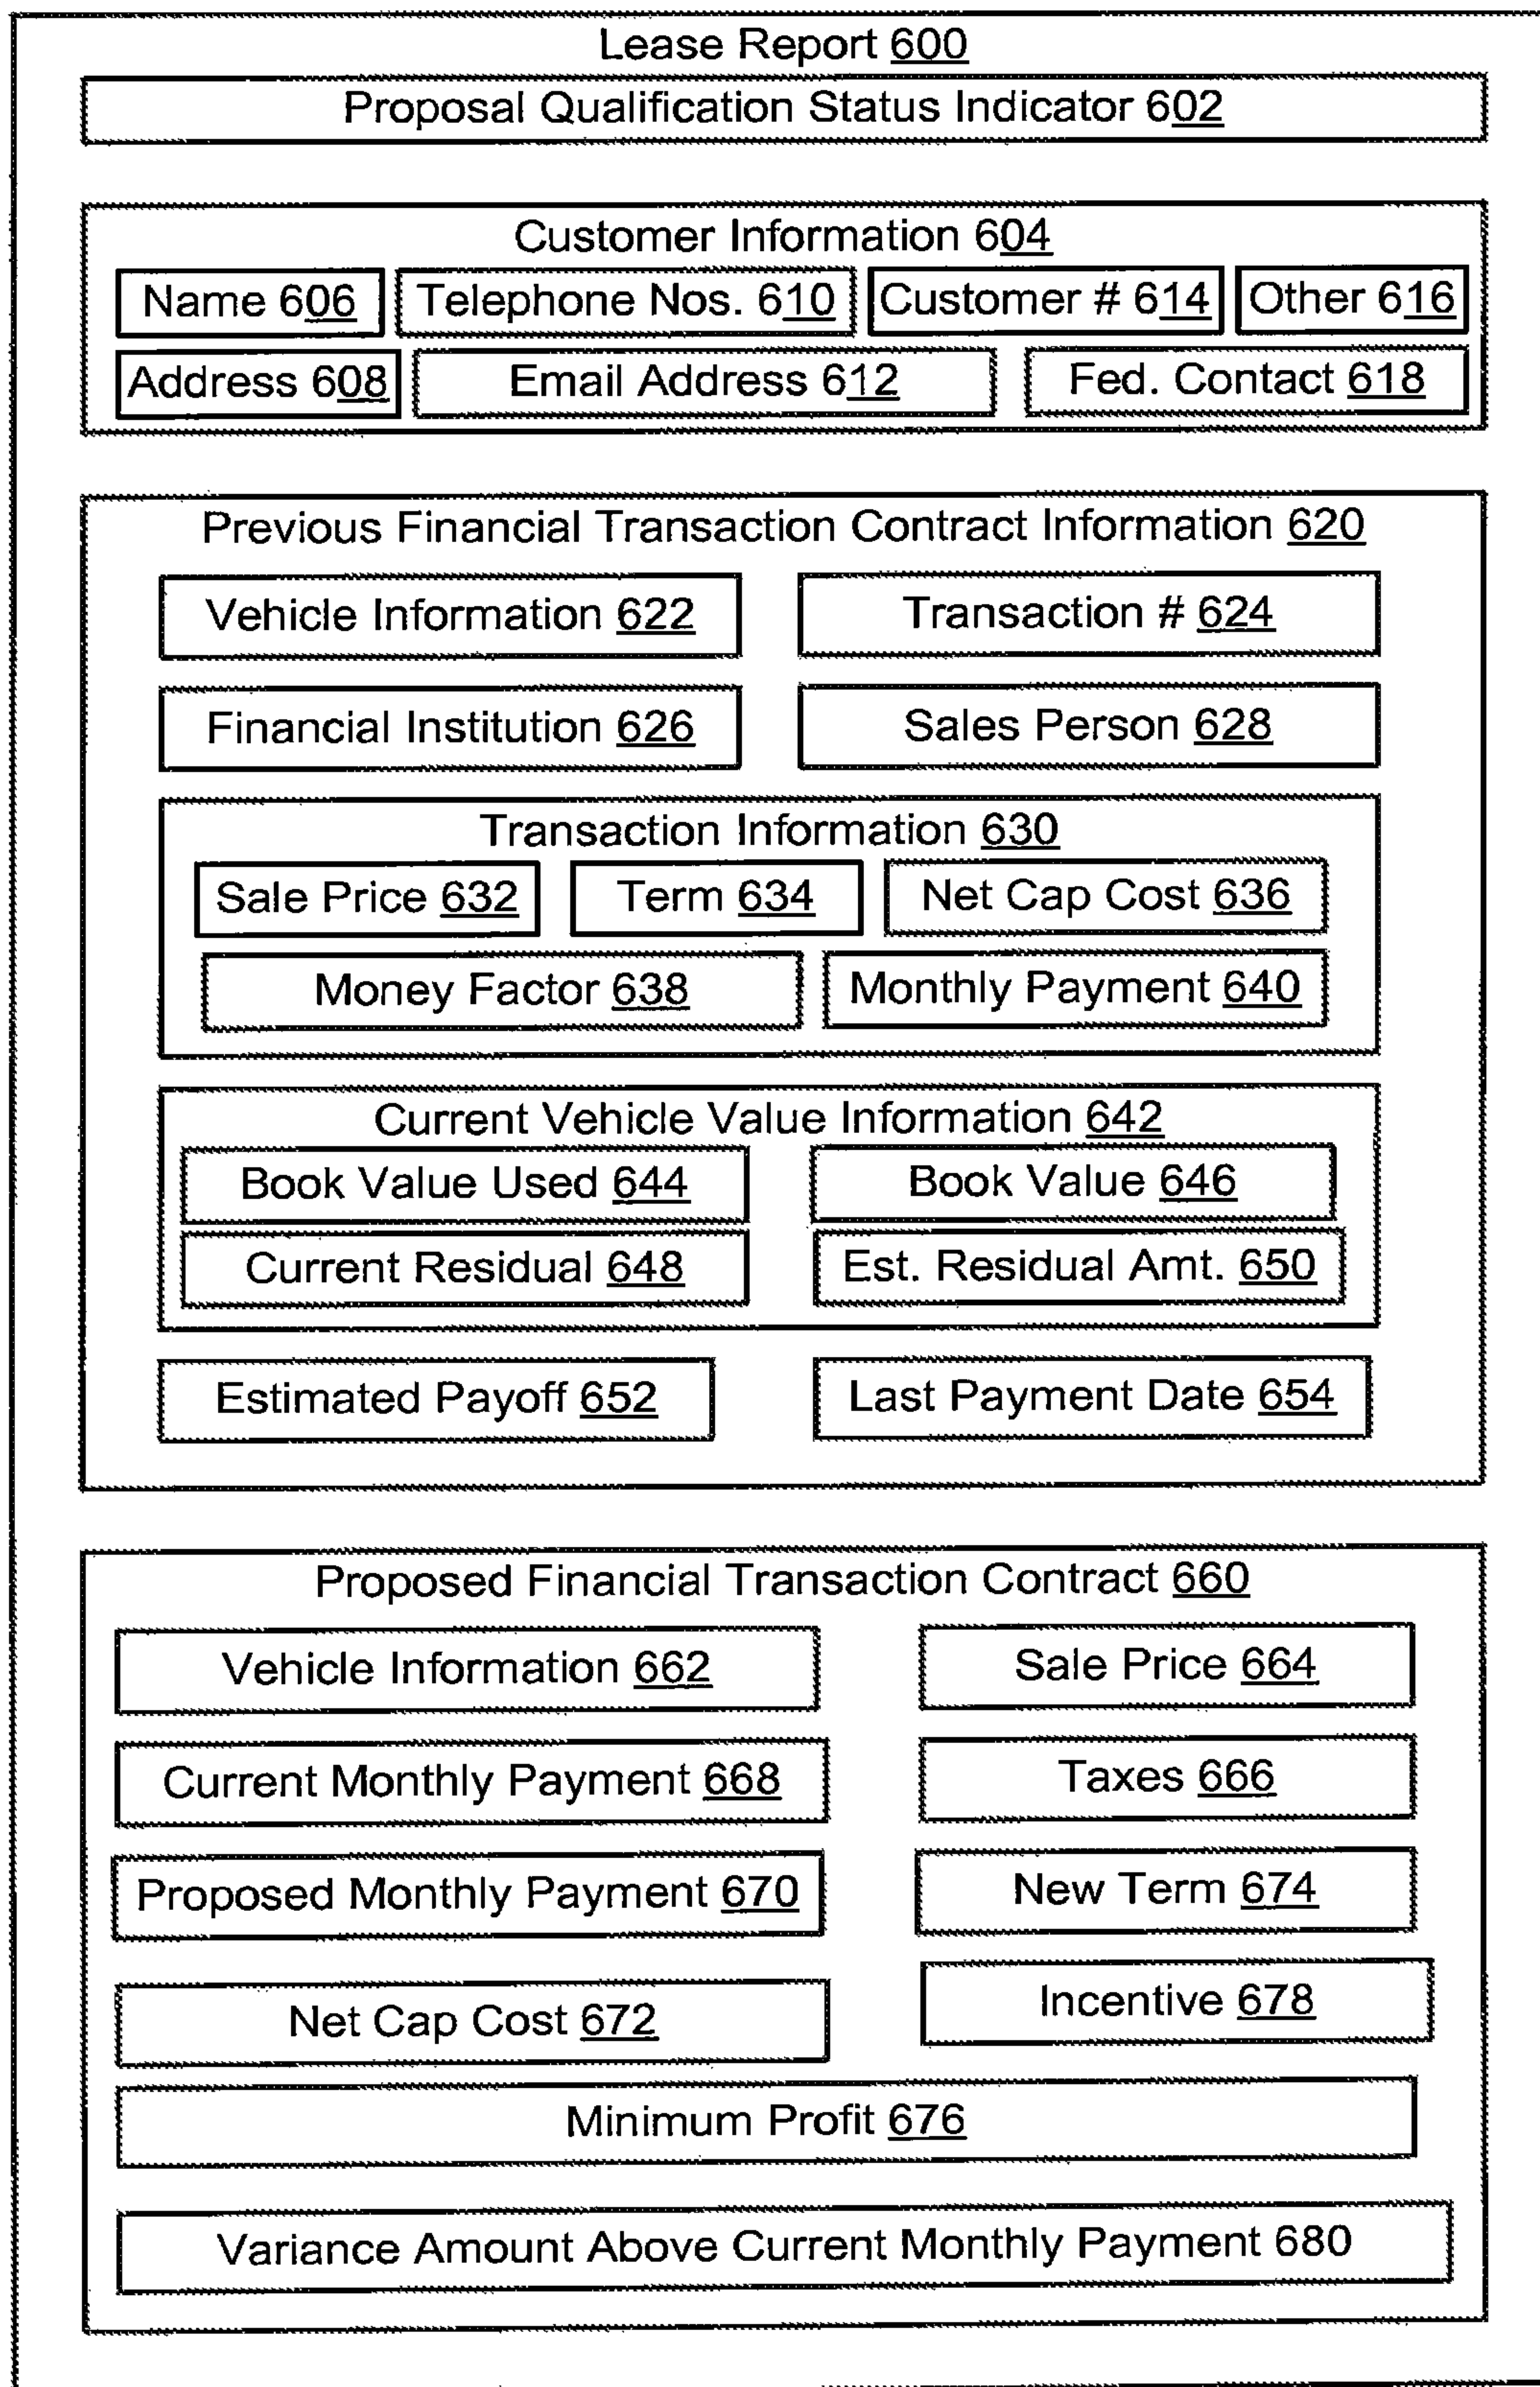 Lease Report 600
Proposal Qualification Status Indicator 602
Customer Information 604
Name 606 Telephone Nos. 610 Customer # 614 Other 616
Address 608 Email Address 612 Fed. Contact 618
Previous Financial Transaction Contract Information 620
Vehicle Information 622 Transaction # 624
Financial Institution 626 Sales Person 628
Transaction Information 630
Sale Price 632 Term 634 Net Cap Cost 636
Money Factor 638 Monthly Payment 640
Current Vehicle Value Information 642
Book Value Used 644 Book Value 646
Current Residual 648 Est. Residual Amt. 650
Estimated Payoff 652 Last Payment Date 654
Proposed Financial Transaction Contract 660
Vehicle Information 662 Sale Price 664
Current Monthly Payment 668 Taxes 666
Proposed Monthly Payment 670 New Term 674
Net Cap Cost 672 Incentive 678
Minimum Profit 676
Variance Amount Above Current Monthly Payment 680